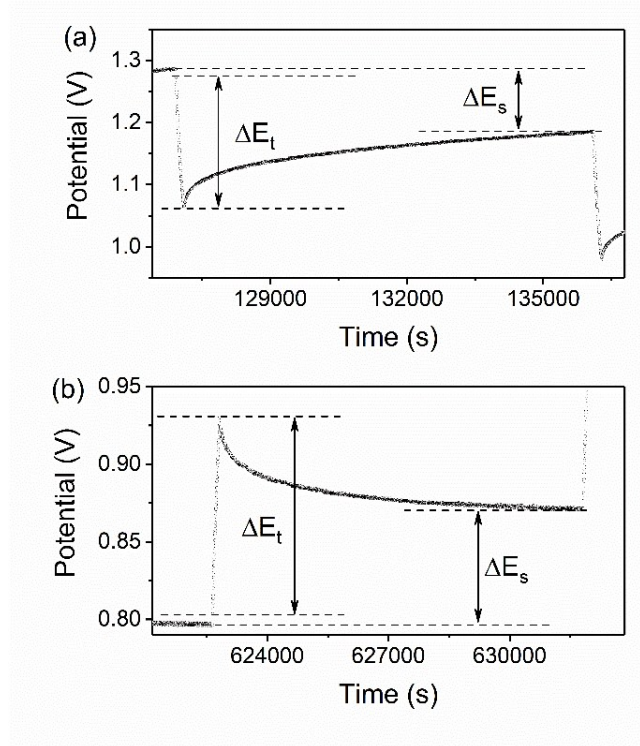 (a)
1.3
1.2
1.1
1.0
Potential (V)
ΔEₜ
ΔEₛ
129000 132000 135000
Time (s)
(b)
0.95
0.90
0.85
0.80
Potential (V)
ΔEₜ
ΔEₛ
624000 627000 630000
Time (s)